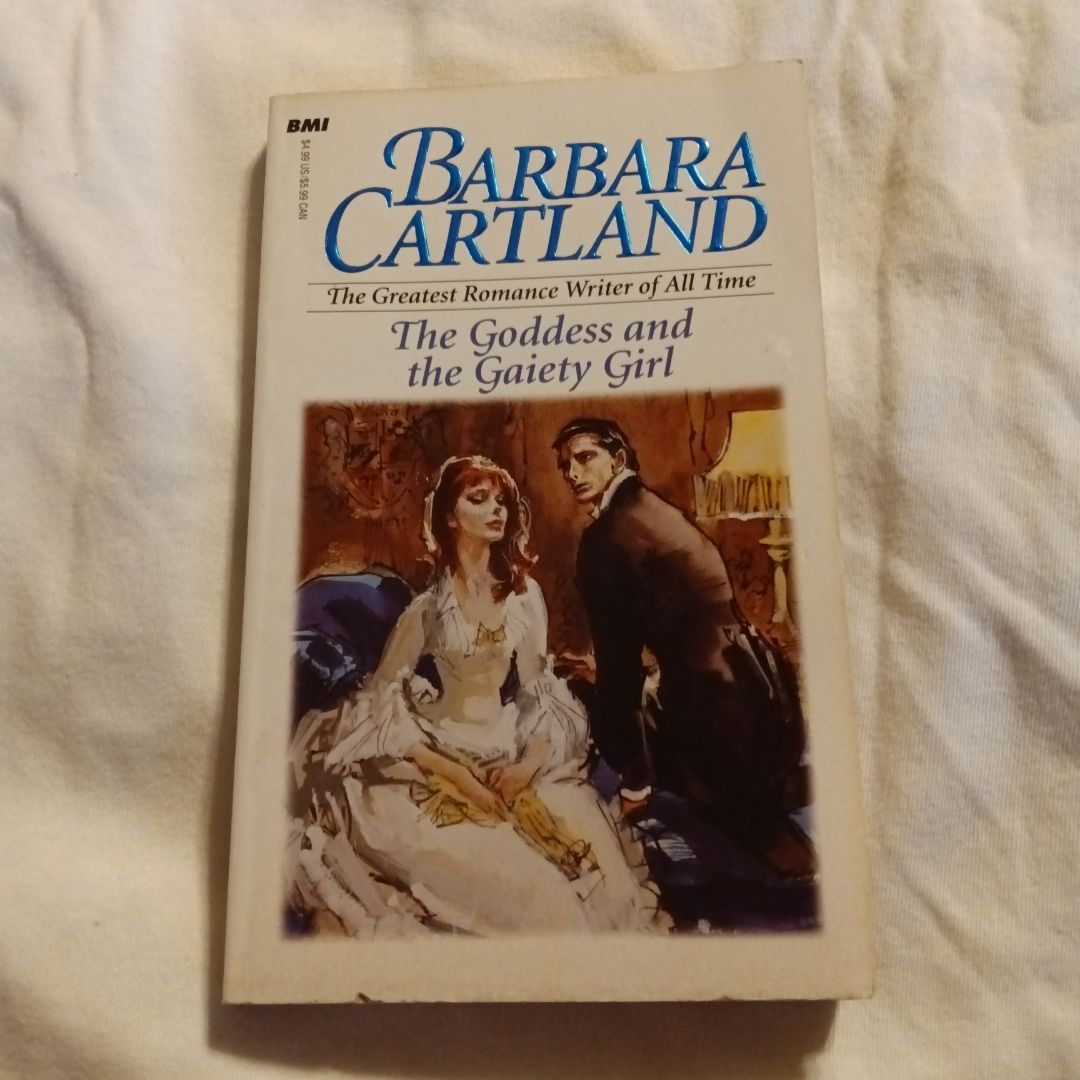 BMI
$4.99 US/$5.99 CAN
BARBARA
CARTLAND
The Greatest Romance Writer of All Time
The Goddess and
the Gaiety Girl